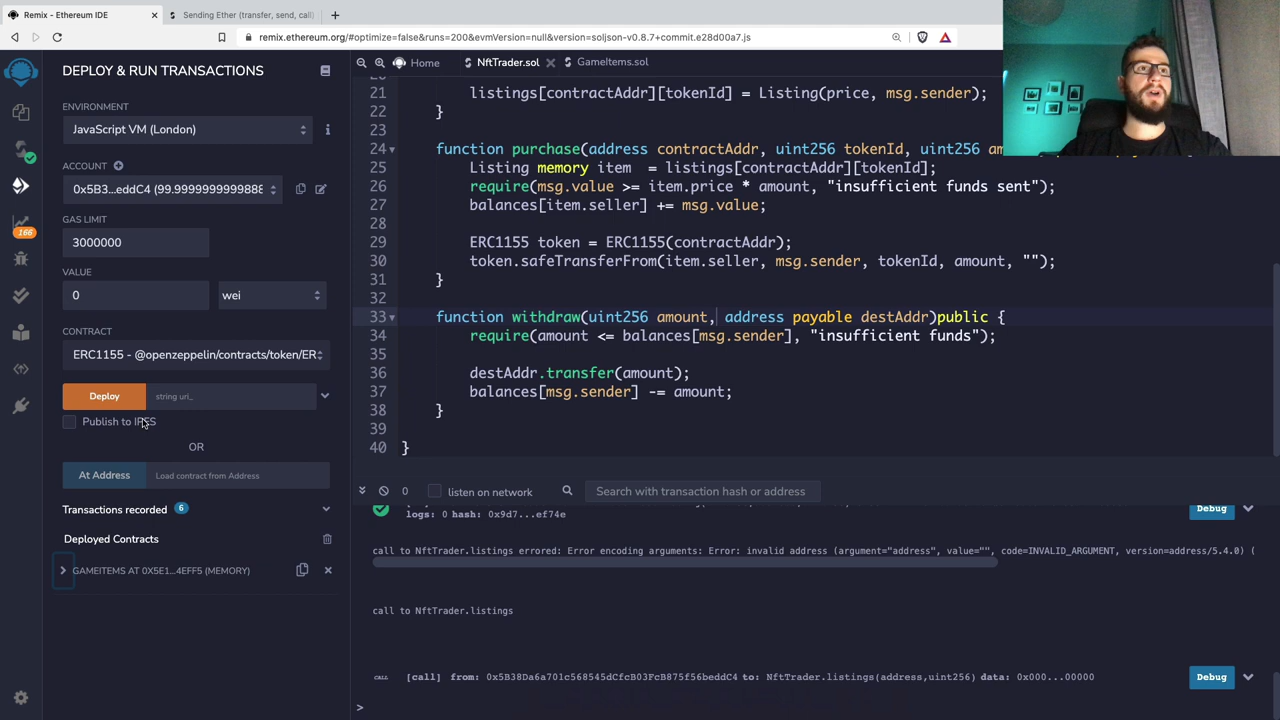 Remix - Ethereum IDE
Sending Ether (transfer, send, cal
remix.ethereum.org/#optimize=false&runs=200&evmVersion=null&version=soljson-v0.8.7+commit.e28d00a7.js
DEPLOY & RUN TRANSACTIONS
Home
NftTrader.sol
GameItems.sol
ENVIRONMENT
JavaScript VM (London)
ACCOUNT
0x5B3...eddC4 (99.9999999999888
GAS LIMIT
3000000
VALUE
0
wei
CONTRACT
ERC1155 - @openzeppelin/contracts/token/ER
Deploy
string uri_
Publish to IPFS
OR
At Address
Load contract from Address
Transactions recorded 6
Deployed Contracts
GAMEITEMS AT 0X5E1...4EFF5 (MEMORY)
166
21 listings[contractAddr][tokenId] = Listing(price, msg.sender);
22 }
23
24 function purchase(address contractAddr, uint256 tokenId, uint256 am
25 Listing memory item = listings[contractAddr][tokenId];
26 require(msg.value >= item.price * amount, "insufficient funds sent");
27 balances[item.seller] += msg.value;
28
29 ERC1155 token = ERC1155(contractAddr);
30 token.safeTransferFrom(item.seller, msg.sender, tokenId, amount, "");
31 }
32
33 function withdraw(uint256 amount, address payable destAddr)public {
34 require(amount <= balances[msg.sender], "insufficient funds");
35
36 destAddr.transfer(amount);
37 balances[msg.sender] -= amount;
38 }
39
40 }
0
listen on network
Search with transaction hash or address
logs: 0 hash: 0x9d7...ef74e
Debug
call to NftTrader.listings errored: Error encoding arguments: Error: invalid address (argument="address", value="", code=INVALID_ARGUMENT, version=address/5.4.0) (
call to NftTrader.listings
CALL [call] from: 0x5B38Da6a701c568545dCfcB03FcB875f56beddC4 to: NftTrader.listings(address,uint256) data: 0x000...00000
Debug
>